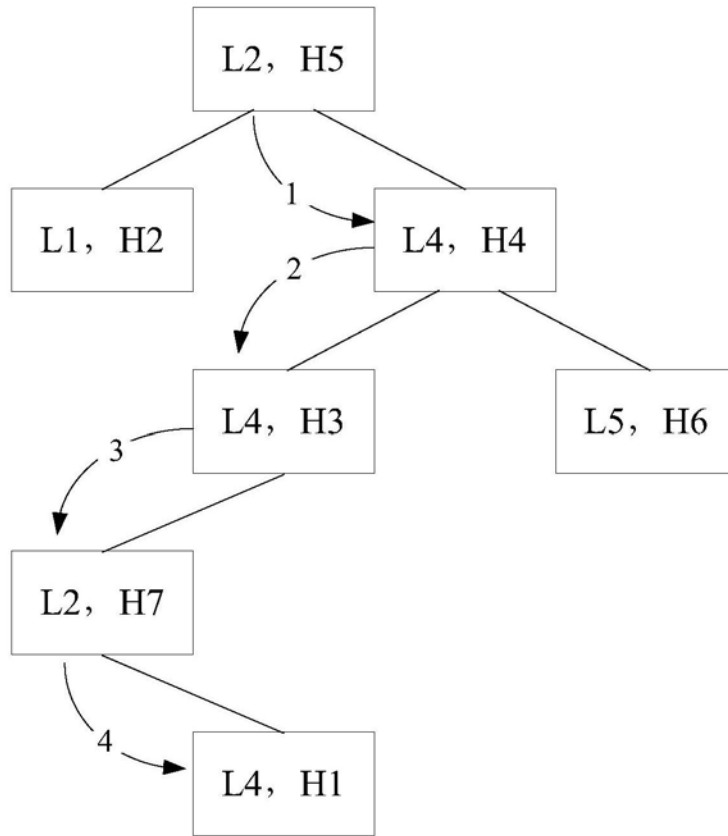 L2, H5
1
L1, H2
L4, H4
2
L4, H3
L5, H6
3
L2, H7
4
L4, H1